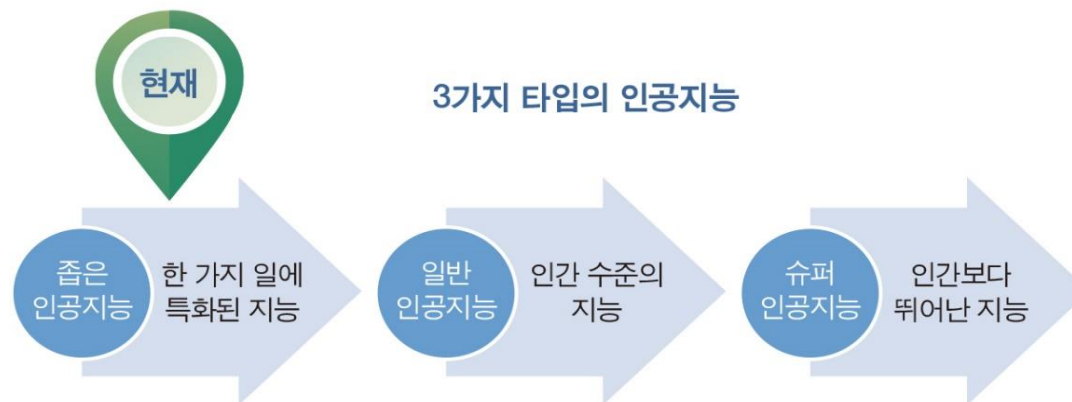 현재
3가지 타입의 인공지능
좁은
인공지능
한 가지 일에
특화된 지능
일반
인공지능
인간 수준의
지능
슈퍼
인공지능
인간보다
뛰어난 지능